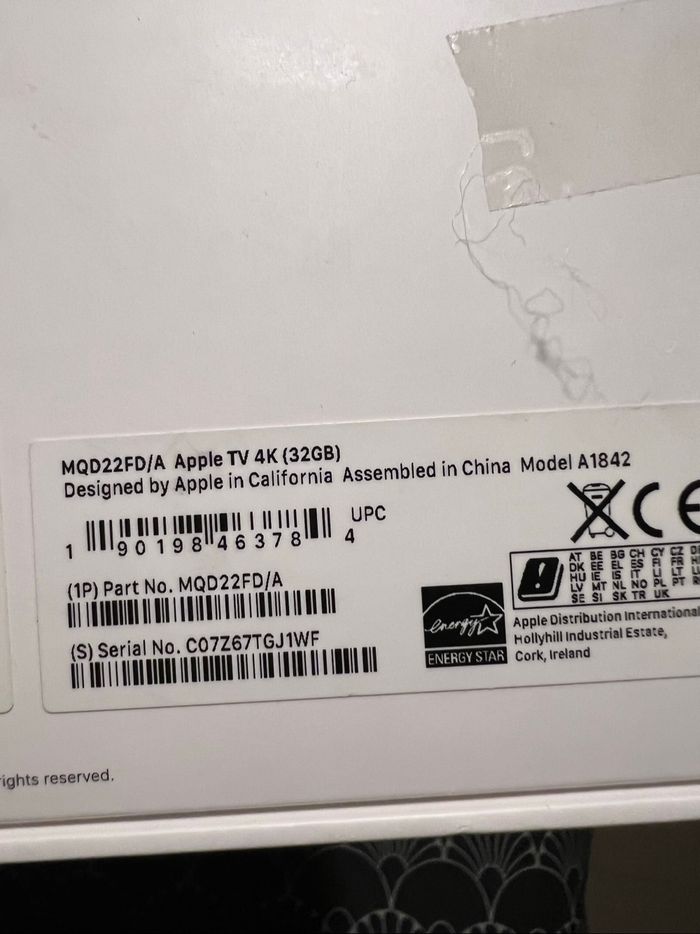 MQD22FD/A Apple TV 4K (32GB)
Designed by Apple in California Assembled in China Model A1842
UPC
1 90198 46378 4
(1P) Part No. MQD22FD/A
(S) Serial No. C07Z67TGJ1WF
energy
ENERGY STAR
AT BE BG CH CY CZ
DK EE EL ES FI FR
HU IE IS IT LI LT
LV MT NL NO PL PT
SE SI SK TR UK
Apple Distribution International
Hollyhill Industrial Estate,
Cork, Ireland
rights reserved.